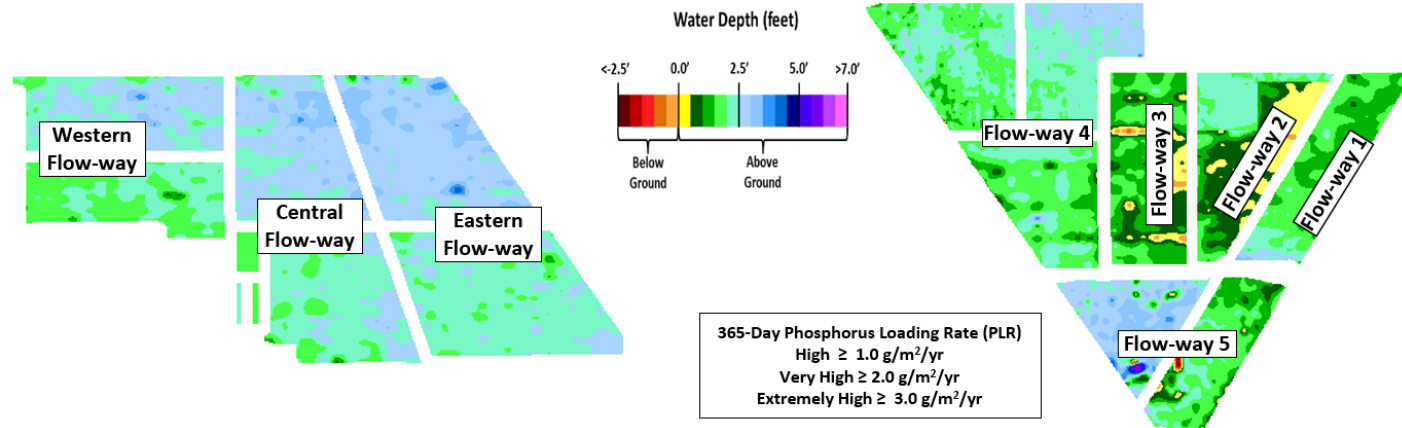 Water Depth (feet)
<-2.5' 0.0' 2.5' 5.0' >7.0'
Below
Ground
Above
Ground
Western
Flow-way
Central
Flow-way
Eastern
Flow-way
Flow-way 4
Flow-way 3
Flow-way 2
Flow-way 1
Flow-way 5
365-Day Phosphorus Loading Rate (PLR)
High ≥ 1.0 g/m²/yr
Very High ≥ 2.0 g/m²/yr
Extremely High ≥ 3.0 g/m²/yr